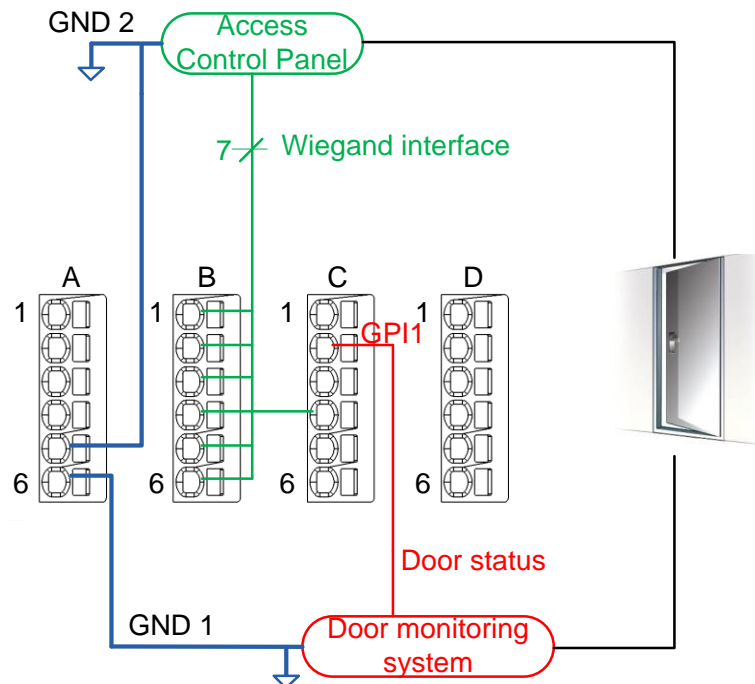 GND 2
Access
Control Panel
7
Wiegand interface
A
B
C
D
1
1
1
1
GPI1
6
6
6
6
Door status
GND 1
Door monitoring
system